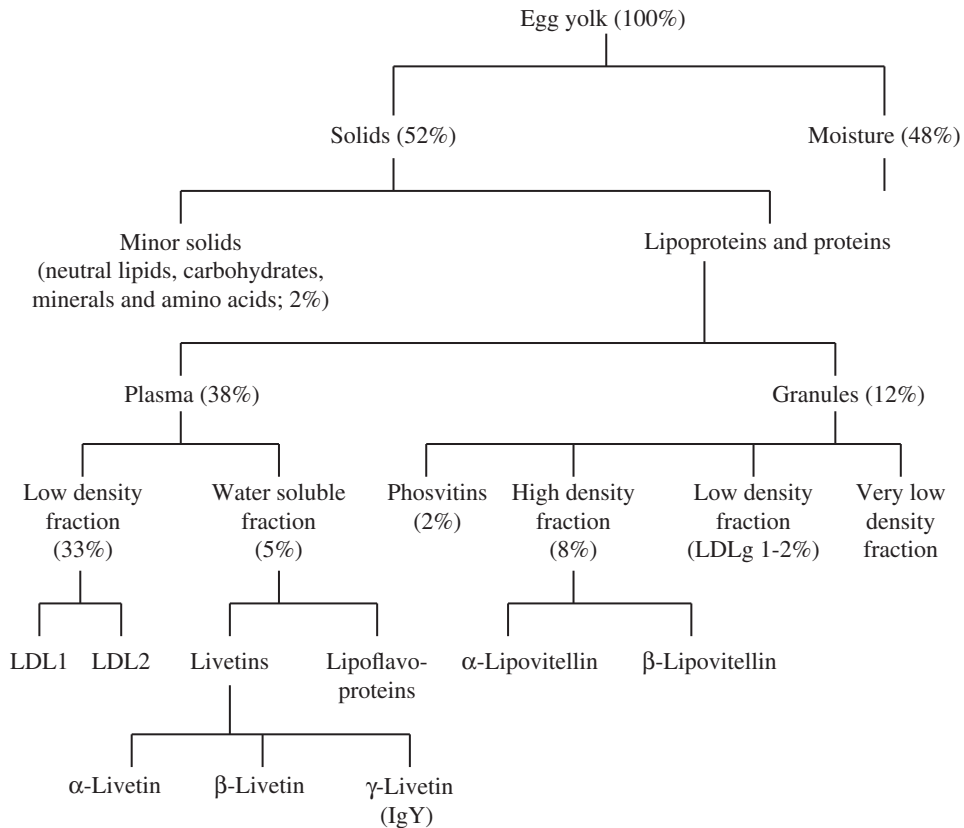 Egg yolk (100%)
Solids (52%)
Moisture (48%)
Minor solids
(neutral lipids, carbohydrates,
minerals and amino acids; 2%)
Lipoproteins and proteins
Plasma (38%)
Granules (12%)
Low density
fraction
(33%)
Water soluble
fraction
(5%)
Phosvitins
(2%)
High density
fraction
(8%)
Low density
fraction
(LDLg 1-2%)
Very low
density
fraction
LDL1
LDL2
Livetins
Lipoflavo-
proteins
α-Lipovitellin
β-Lipovitellin
α-Livetin
β-Livetin
γ-Livetin
(IgY)